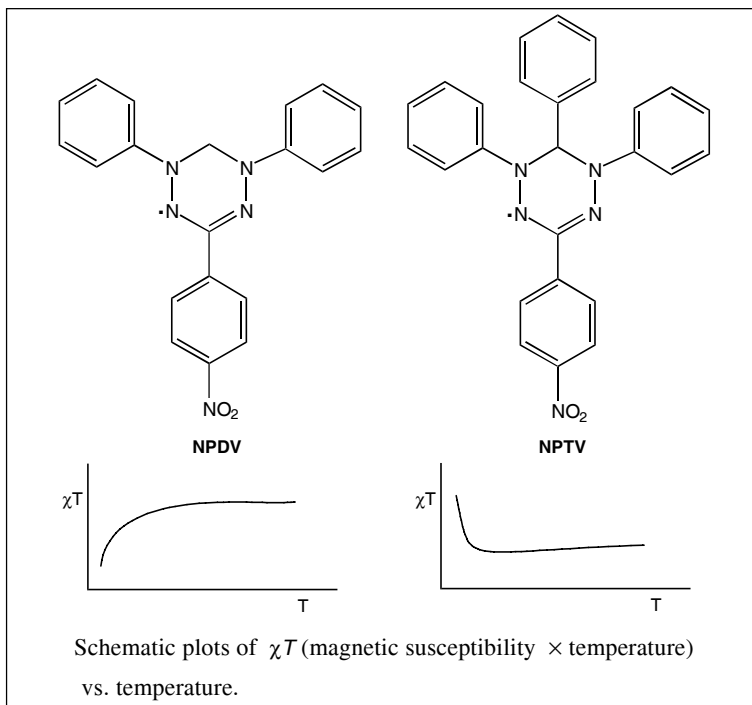 N N
·N N
NO₂
NPDV
N N
·N N
NO₂
NPTV
χT
T
χT
T
Schematic plots of χT (magnetic susceptibility × temperature)
vs. temperature.